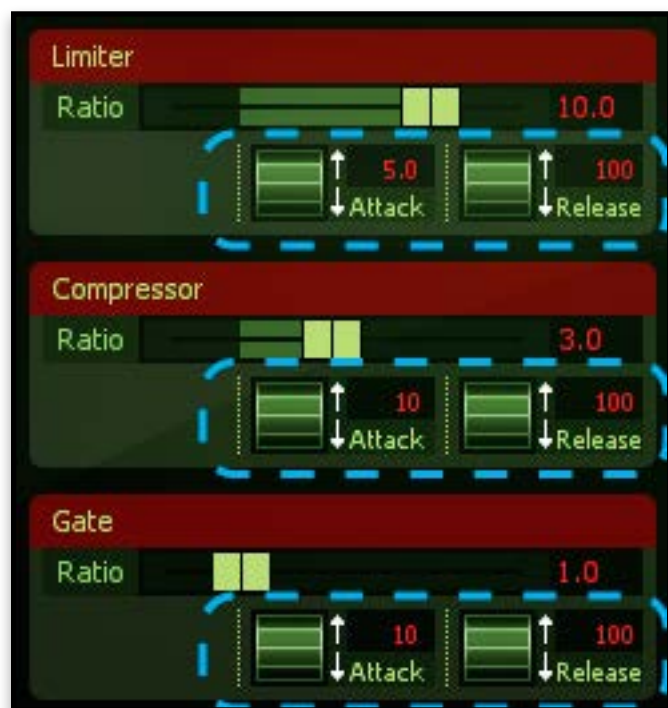 Limiter
Ratio 10.0
5.0 100
Attack Release
Compressor
Ratio 3.0
10 100
Attack Release
Gate
Ratio 1.0
10 100
Attack Release